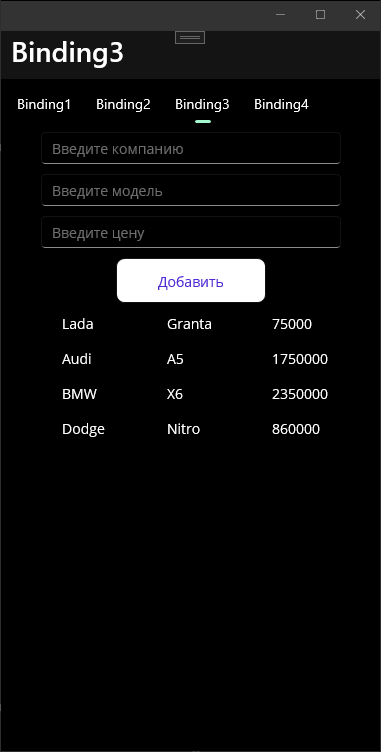 Binding3
Binding1 Binding2 Binding3 Binding4
Введите компанию
Введите модель
Введите цену
Добавить
Lada Granta 75000
Audi A5 1750000
BMW X6 2350000
Dodge Nitro 860000